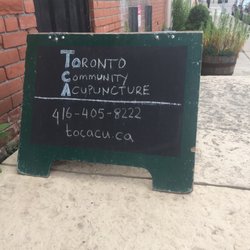 TORONTO
COMMUNITY
ACUPUNCTURE
416-405-8222
tocacu.ca